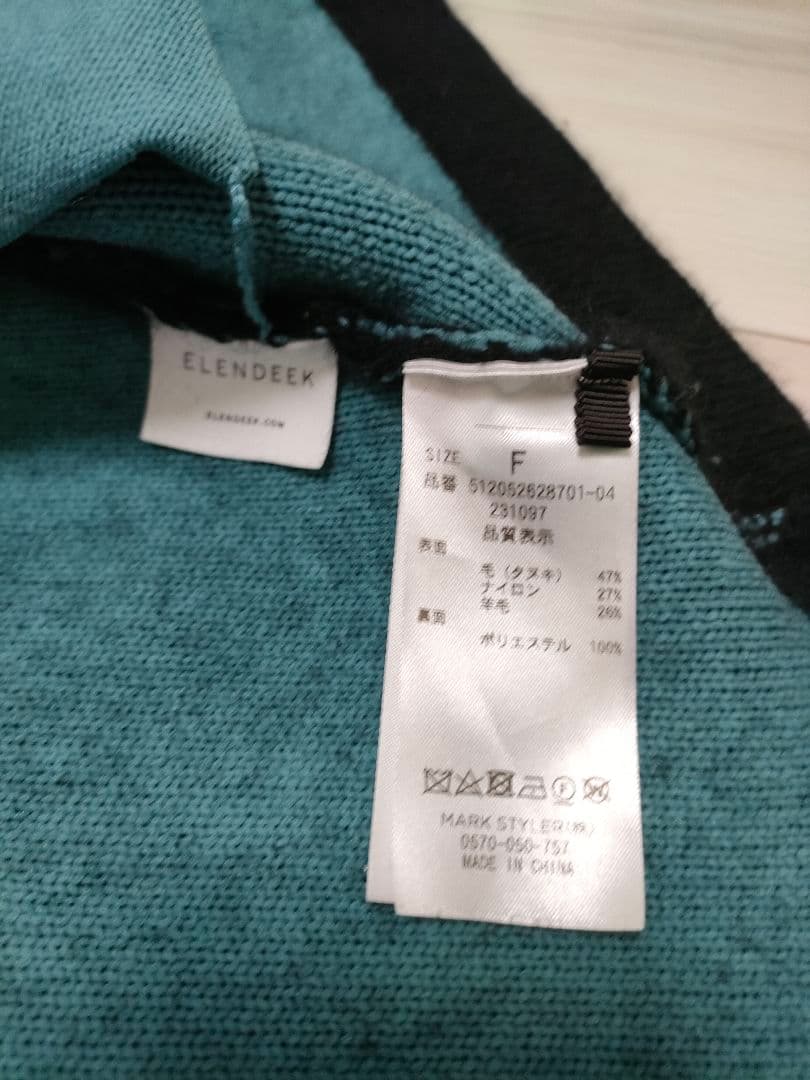 ELENDEEK
ELENDEEK.COM
SIZE F
品番 512052628701-04
231097
品質表示
表面
毛(タヌキ) 47%
ナイロン 27%
羊毛 26%
裏面
ポリエステル 100%
MARK STYLER(株)
0570-050-757
MADE IN CHINA